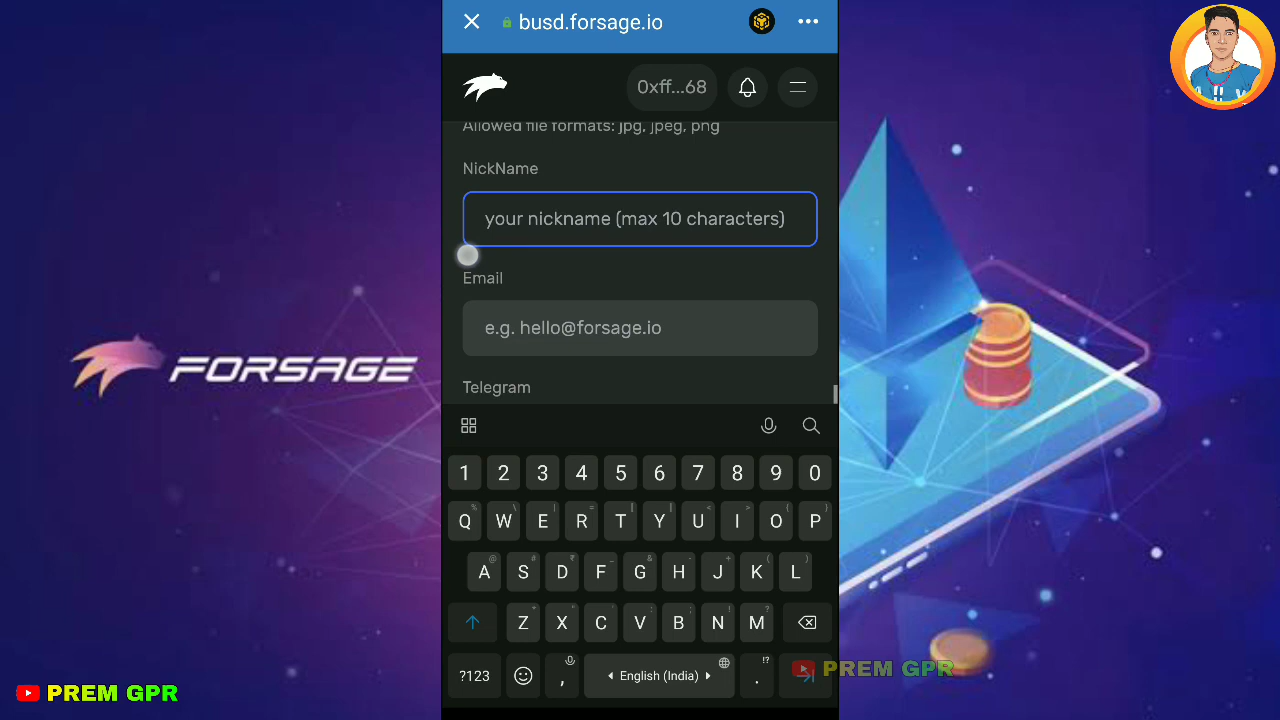 busd.forsage.io
0xff...68
Allowed file formats: jpg, jpeg, png
NickName
your nickname (max 10 characters)
Email
e.g. hello@forsage.io
Telegram
FORSAGE
1 2 3 4 5 6 7 8 9 0
Q W E R T Y U I O P
A S D F G H J K L
Z X C V B N M
?123 , English (India) .
PREM GPR
PREM GPR